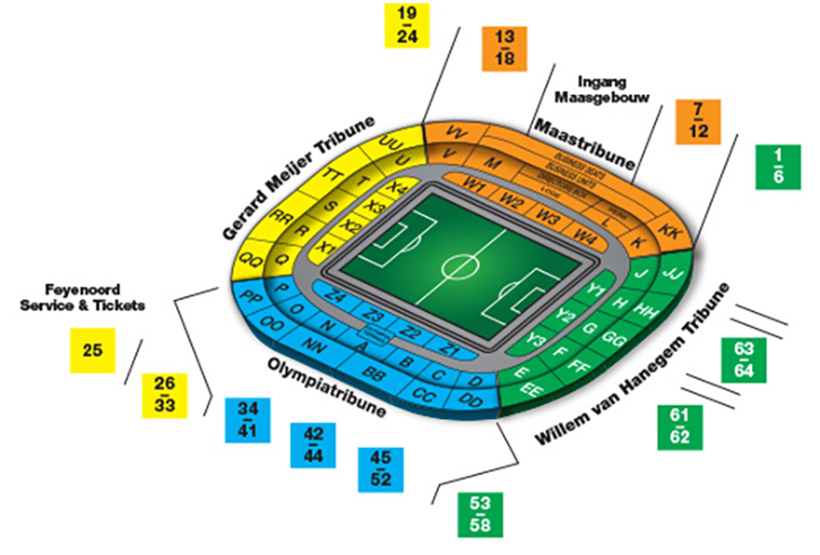 19
24
13
18
Ingang
Maasgebouw
7
12
1
6
Gerard Meijer Tribune
Maastribune
Willem van Hanegem Tribune
Olympiatribune
Feyenoord
Service & Tickets
25
26
33
34
41
42
44
45
52
53
58
61
62
63
64
VV
V
M
BUSINESS SEATS
BUSINESS UNITS
DIRECTORS BOX
LOGE
PERS
L
K
KK
W1
W2
W3
W4
UU
U
TT
T
X4
X3
RR
S
R
X2
X1
QQ
Q
PP
P
OO
O
N
NN
Z4
Z3
Z2
Z1
A
B
BB
C
CC
D
DD
J
JJ
Y1
H
HH
Y2
G
GG
Y3
F
FF
E
EE